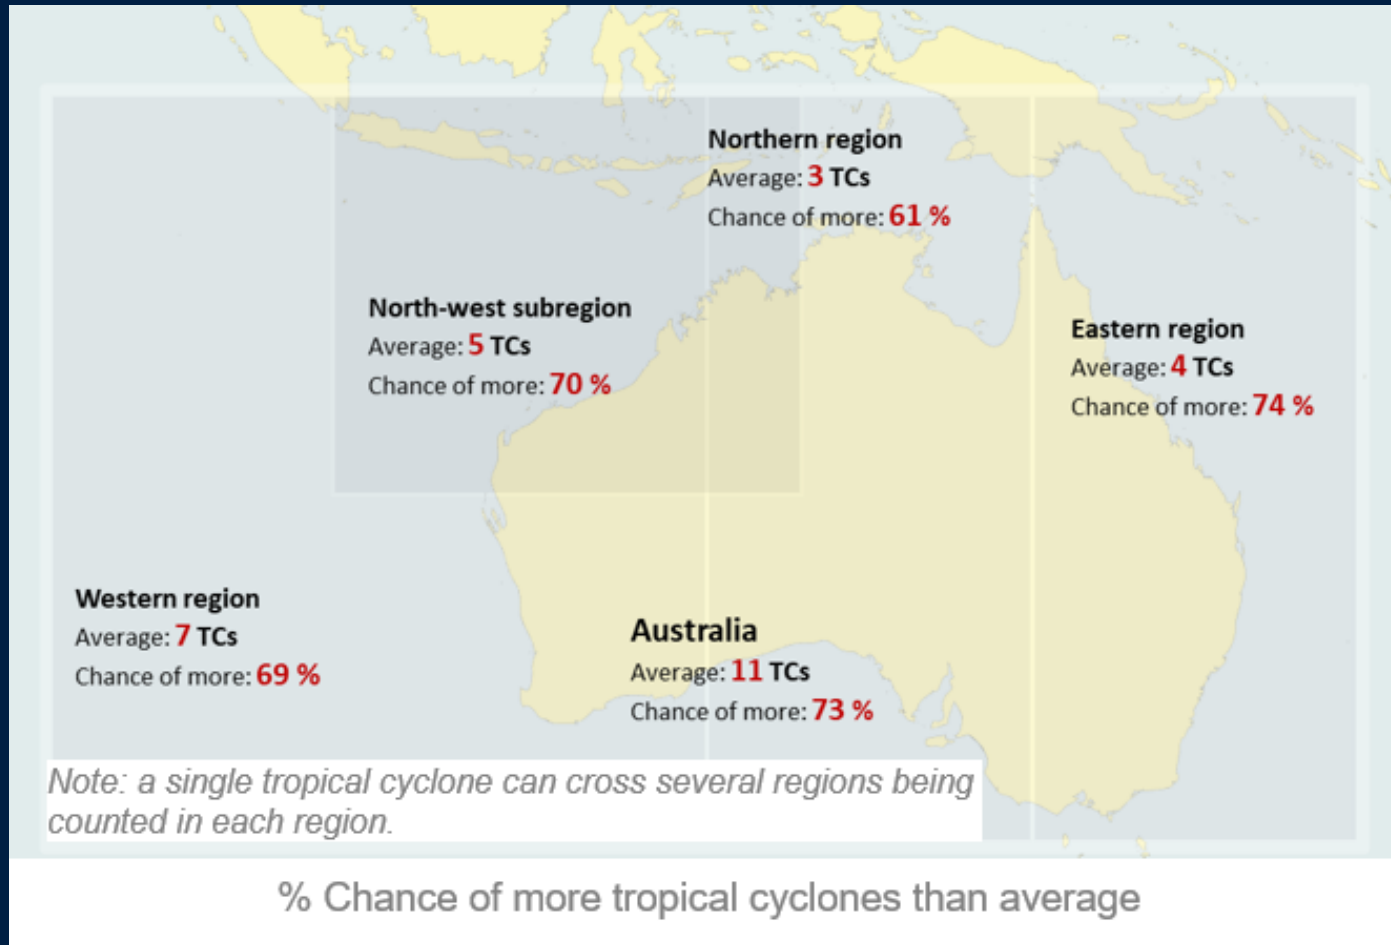 Northern region
Average: 3 TCs
Chance of more: 61 %
North-west subregion
Average: 5 TCs
Chance of more: 70 %
Eastern region
Average: 4 TCs
Chance of more: 74 %
Western region
Average: 7 TCs
Chance of more: 69 %
Australia
Average: 11 TCs
Chance of more: 73 %
Note: a single tropical cyclone can cross several regions being
counted in each region.
% Chance of more tropical cyclones than average